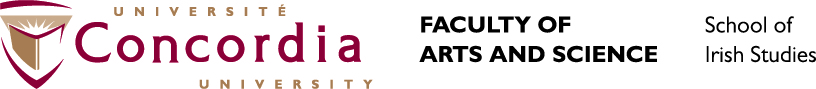 UNIVERSITÉ
Concordia
UNIVERSITY
FACULTY OF
ARTS AND SCIENCE
School of
Irish Studies